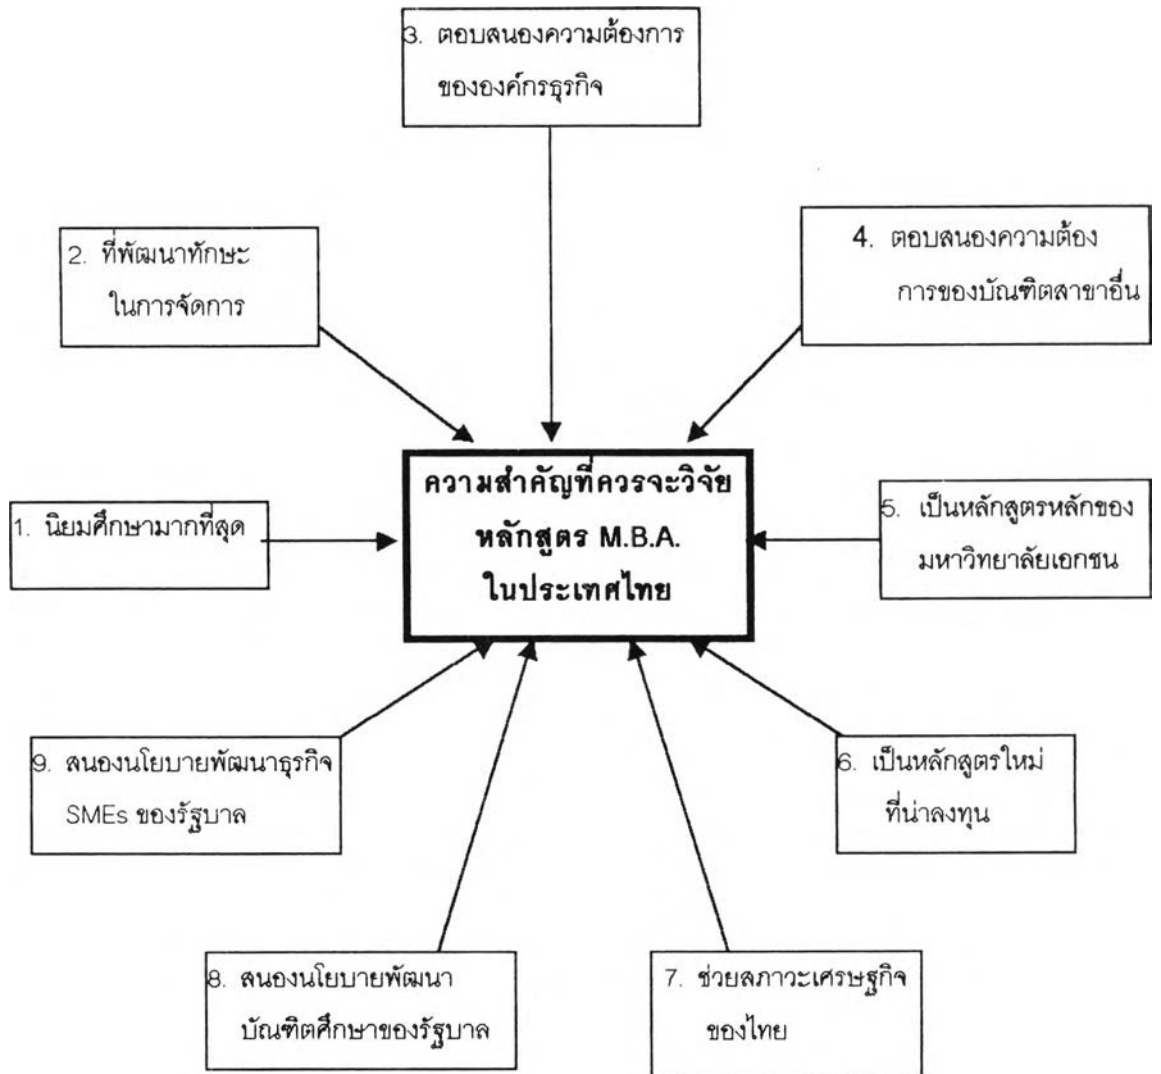 3. ตอบสนองความต้องการ
ขององค์กรธุรกิจ
2. ที่พัฒนาทักษะ
ในการจัดการ
4. ตอบสนองความต้อง
การของบัณฑิตสาขาอื่น
ความสำคัญที่ควรจะวิจัย
หลักสูตร M.B.A.
ในประเทศไทย
1. นิยมศึกษามากที่สุด
5. เป็นหลักสูตรหลักของ
มหาวิทยาลัยเอกชน
9. สนองนโยบายพัฒนาธุรกิจ
SMEs ของรัฐบาล
6. เป็นหลักสูตรใหม่
ที่น่าลงทุน
8. สนองนโยบายพัฒนา
บัณฑิตศึกษาของรัฐบาล
7. ช่วยสภาวะเศรษฐกิจ
ของไทย